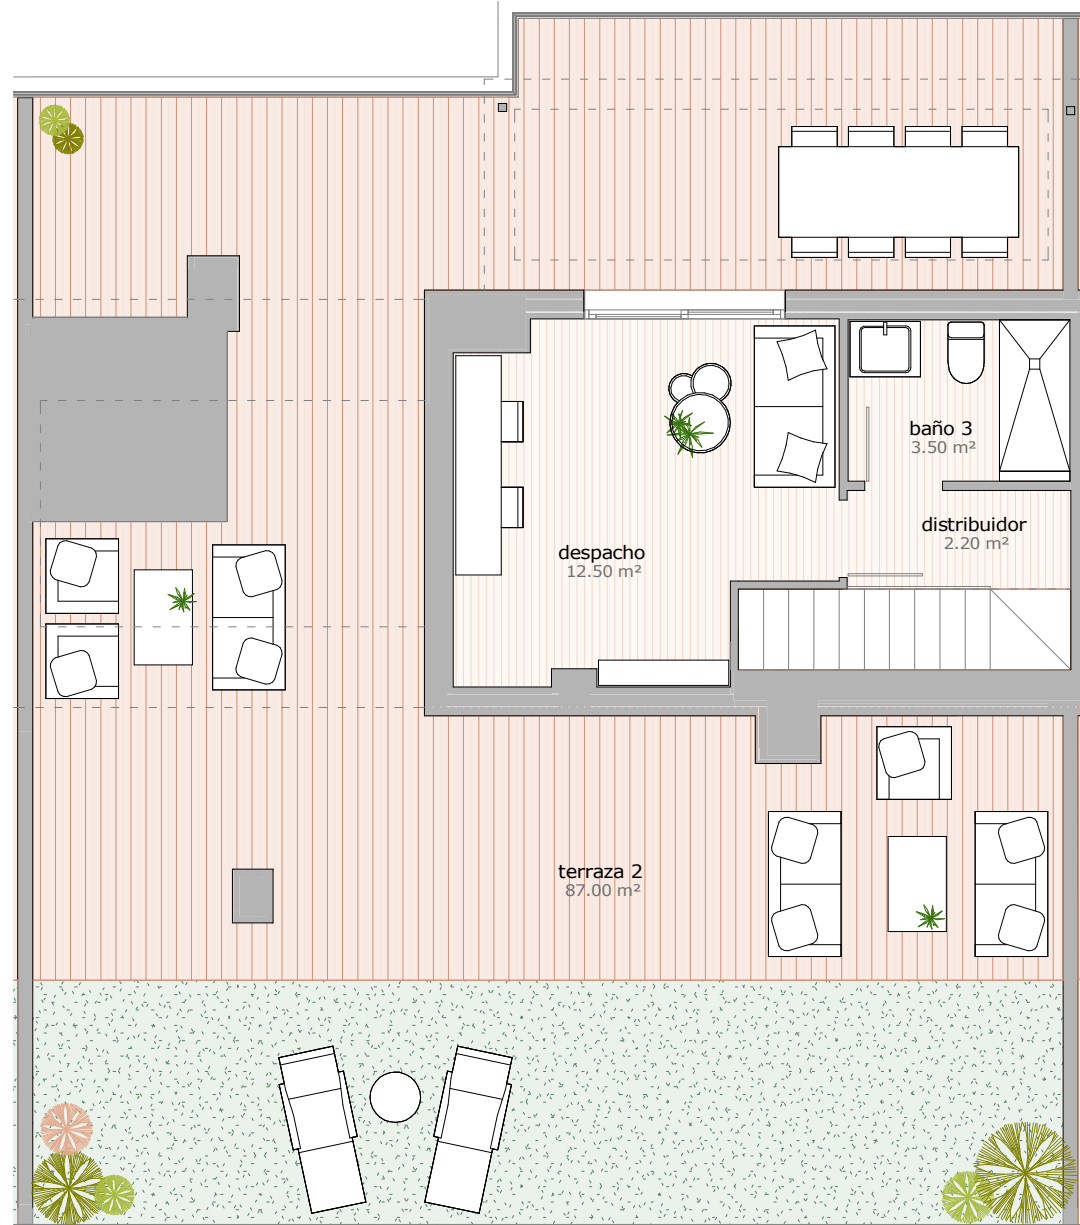 baño 3
3.50 m²
distribuidor
2.20 m²
despacho
12.50 m²
terraza 2
87.00 m²